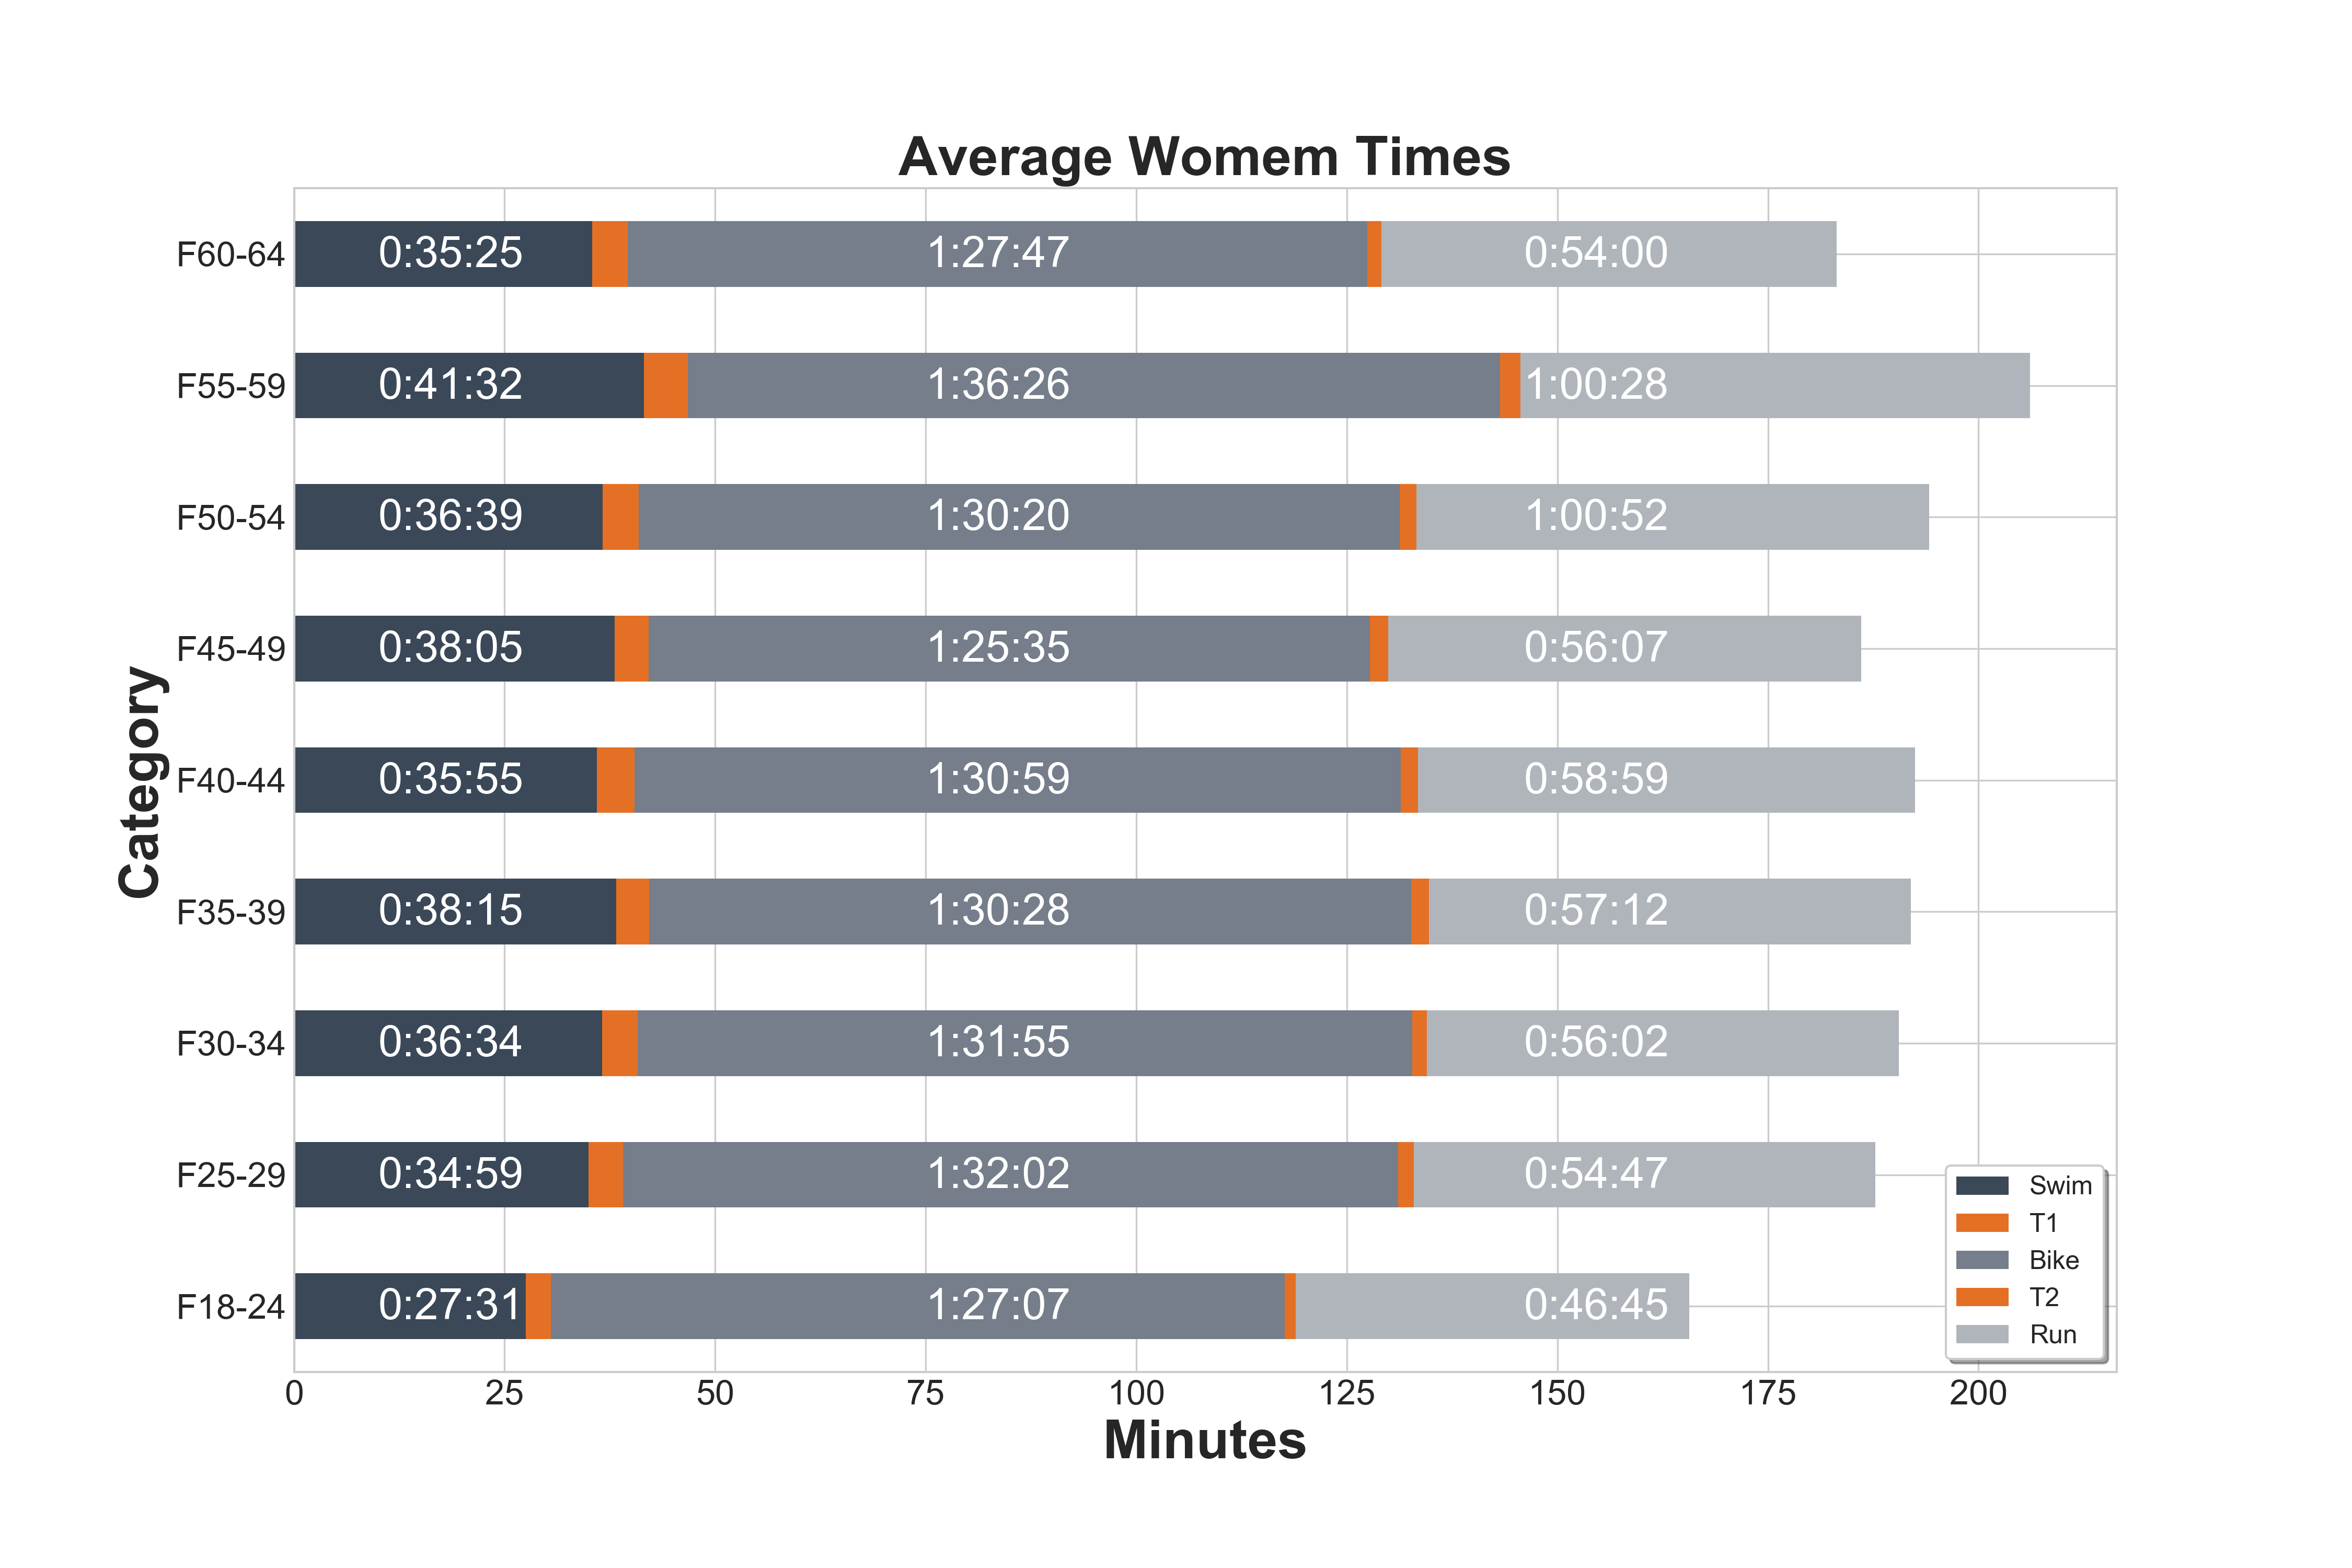 Average Womem Times
F60-64 0:35:25 1:27:47 0:54:00
F55-59 0:41:32 1:36:26 1:00:28
F50-54 0:36:39 1:30:20 1:00:52
F45-49 0:38:05 1:25:35 0:56:07
F40-44 0:35:55 1:30:59 0:58:59
F35-39 0:38:15 1:30:28 0:57:12
F30-34 0:36:34 1:31:55 0:56:02
F25-29 0:34:59 1:32:02 0:54:47
F18-24 0:27:31 1:27:07 0:46:45
Category
Swim
T1
Bike
T2
Run
0 25 50 75 100 125 150 175 200
Minutes